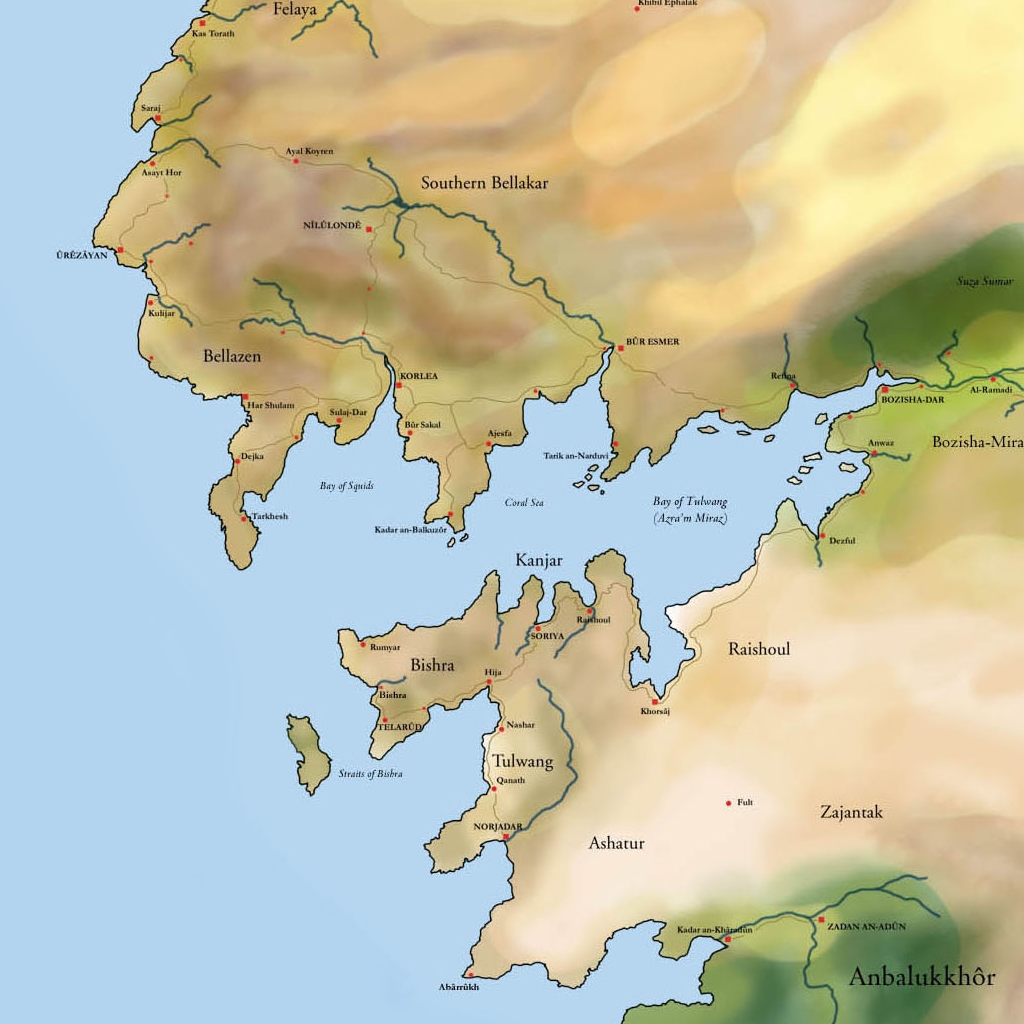 Khibil Ephalak
Felaya
Kas Torath
Saraj
Ayal Koyren
Asayt Hor
Southern Bellakar
NÎLÛLONDÊ
ÛRÊZÂYAN
Suza Sumar
Kulijar
BÛR ESMER
Bellazen
KORLEA
Refina
Al-Ramadi
BOZISHA-DAR
Har Shulam
Sulaj-Dar
Bûr Sakal
Ajesfa
Anwaz
Bozisha-Mira
Dejka
Tarik an-Narduvi
Bay of Squids
Coral Sea
Bay of Tulwang
(Azra'm Miraz)
Tarkhesh
Kadar an-Balkuzôr
Dezful
Kanjar
Raishoul
SORIYA
Rumyar
Raishoul
Bishra
Hija
Bishra
Khorsâj
TELARÛD
Nashar
Tulwang
Straits of Bishra
Qanath
Fult
Zajantak
NORJADAR
Ashatur
Kadar an-Khâradûn
ZADAN AN-ADÛN
Anbalukkhôr
Abârrûkh